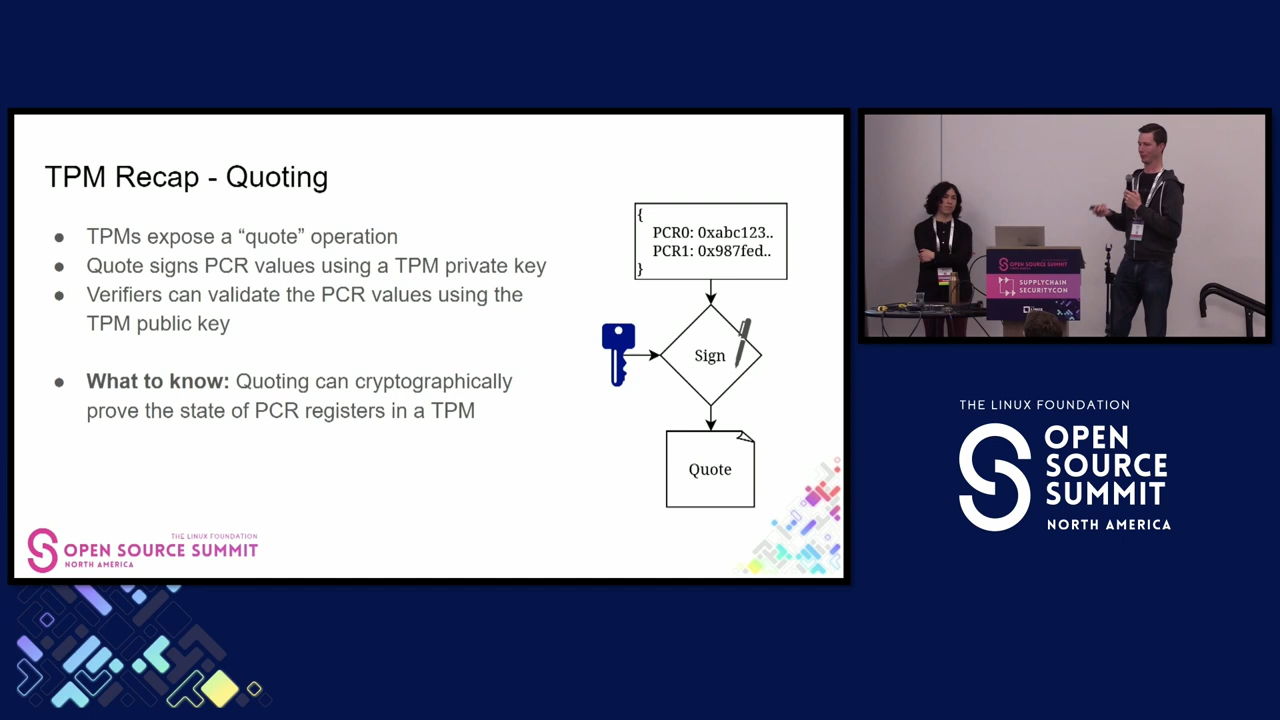 TPM Recap - Quoting
● TPMs expose a “quote” operation
● Quote signs PCR values using a TPM private key
● Verifiers can validate the PCR values using the
TPM public key
● What to know: Quoting can cryptographically
prove the state of PCR registers in a TPM
{
PCR0: 0xabc123..
PCR1: 0x987fed..
}
Sign
Quote
THE LINUX FOUNDATION
OPEN SOURCE SUMMIT
NORTH AMERICA
OPEN SOURCE SUMMIT
SUPPLYCHAIN
SECURITYCON
THE LINUX FOUNDATION
OPEN
SOURCE
SUMMIT
NORTH AMERICA